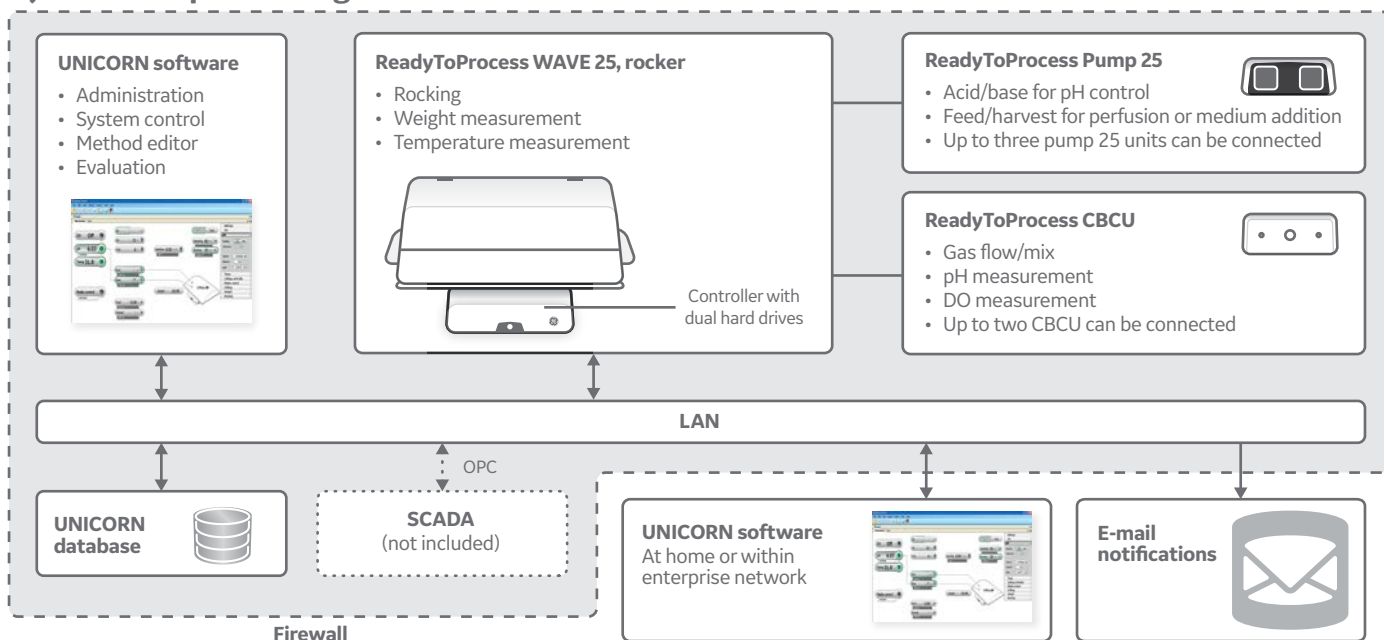 UNICORN software
• Administration
• System control
• Method editor
• Evaluation
ReadyToProcess WAVE 25, rocker
• Rocking
• Weight measurement
• Temperature measurement
Controller with
dual hard drives
ReadyToProcess Pump 25
• Acid/base for pH control
• Feed/harvest for perfusion or medium addition
• Up to three pump 25 units can be connected
ReadyToProcess CBCU
• Gas flow/mix
• pH measurement
• DO measurement
• Up to two CBCU can be connected
LAN
OPC
UNICORN
database
SCADA
(not included)
UNICORN software
At home or within
enterprise network
E-mail
notifications
Firewall